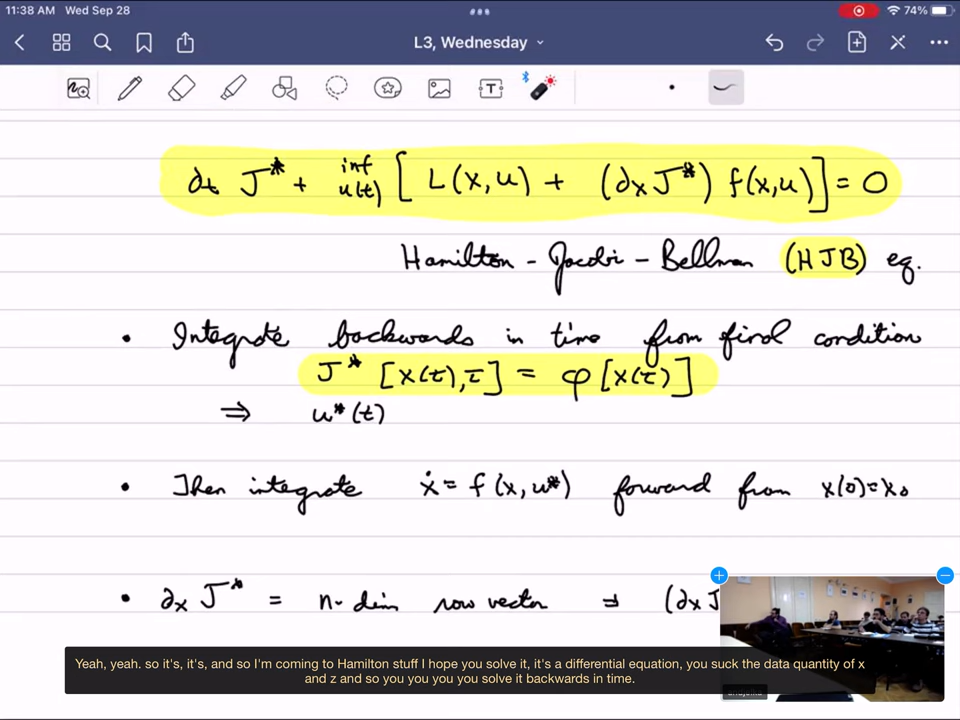 11:38 AM Wed Sep 28
74%
L3, Wednesday
∂t J* + inf u(t) [ L(x,u) + (∂x J*) f(x,u) ] = 0
Hamilton - Jacobi - Bellman (HJB) eq.
• Integrate backwards in time from final condition
J* [x(τ),τ] = φ[x(τ)]
⇒ u*(t)
• Then integrate ẋ = f(x,u*) forward from x(0)=x0
• ∂x J* = n-dim row vector ⇒ (∂x J
Yeah, yeah. so it's, it's, and so I'm coming to Hamilton stuff I hope you solve it, it's a differential equation, you suck the data quantity of x
and z and so you you you you solve it backwards in time.